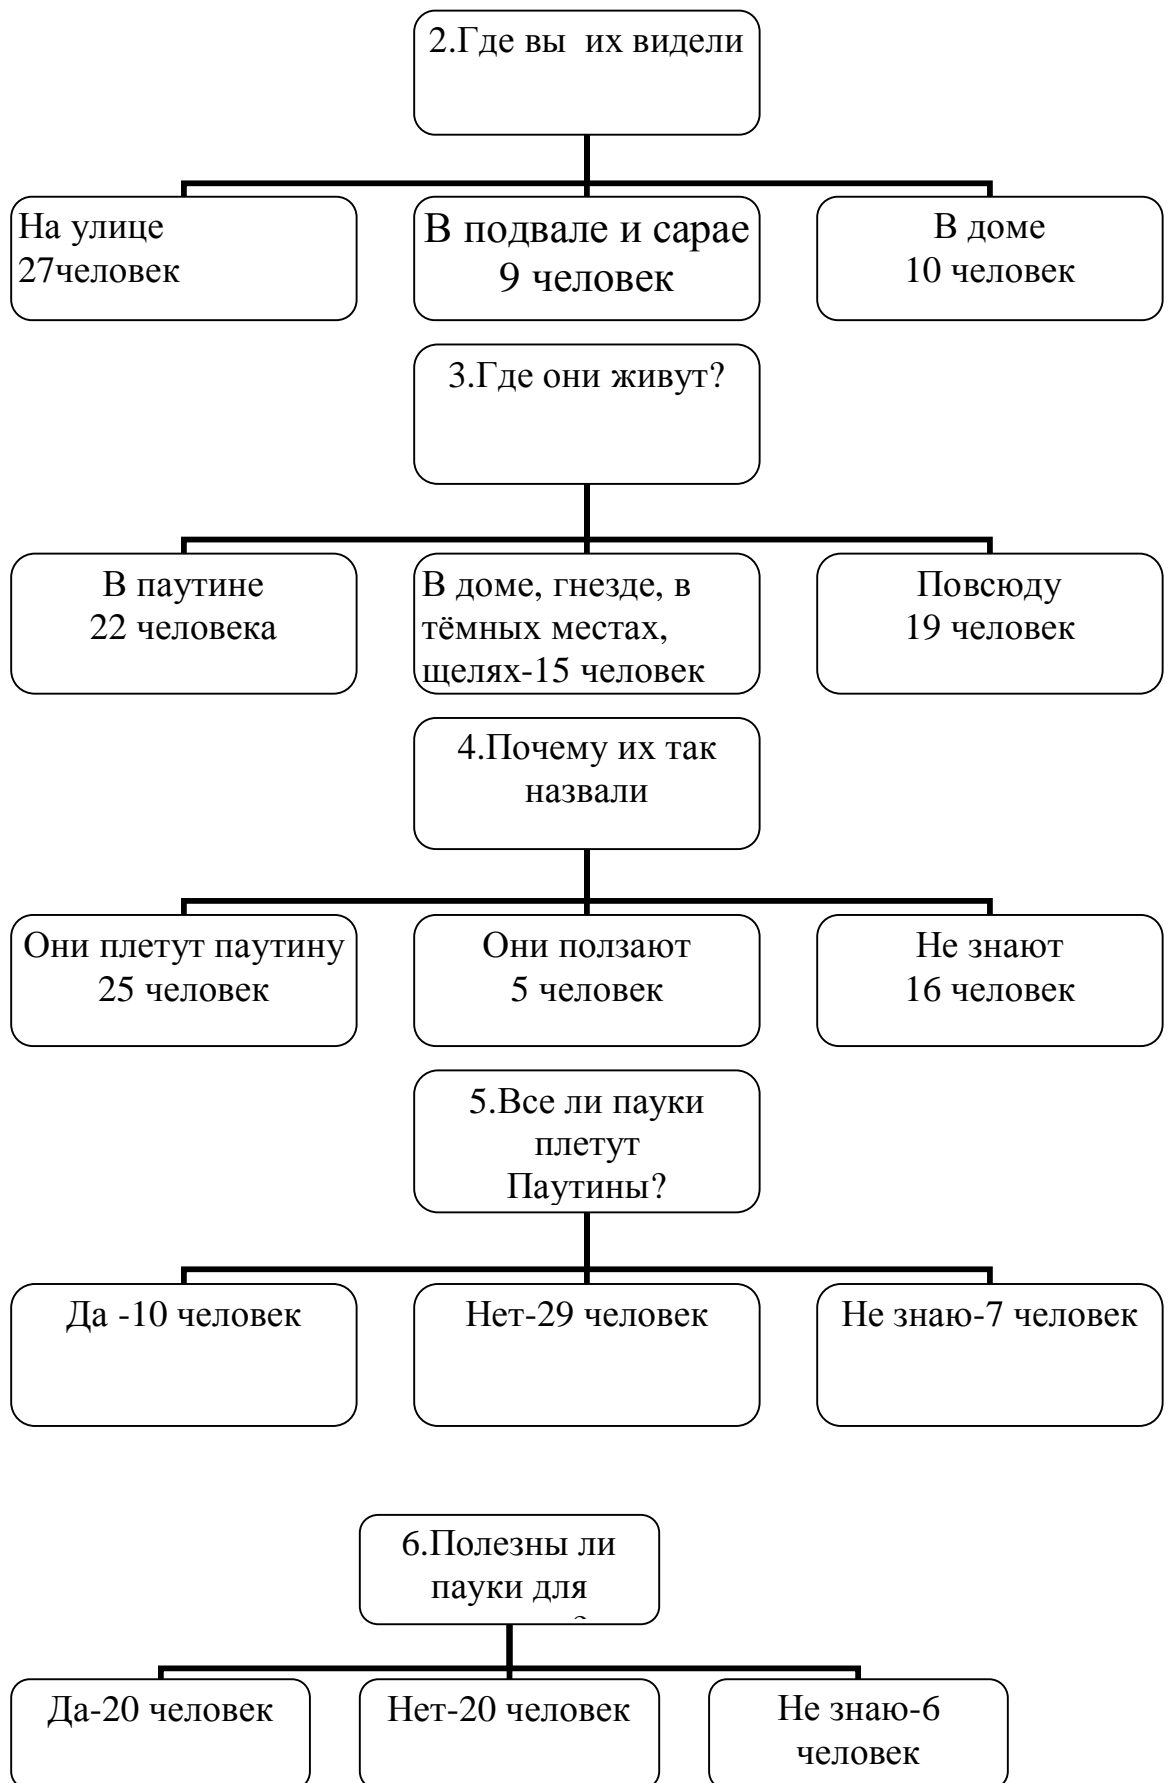 2.Где вы их видели
На улице
27человек
В подвале и сарае
9 человек
В доме
10 человек
3.Где они живут?
В паутине
22 человека
В доме, гнезде, в
тёмных местах,
щелях-15 человек
Повсюду
19 человек
4.Почему их так
назвали
Они плетут паутину
25 человек
Они ползают
5 человек
Не знают
16 человек
5.Все ли пауки
плетут
Паутины?
Да -10 человек
Нет-29 человек
Не знаю-7 человек
6.Полезны ли
пауки для
Да-20 человек
Нет-20 человек
Не знаю-6
человек